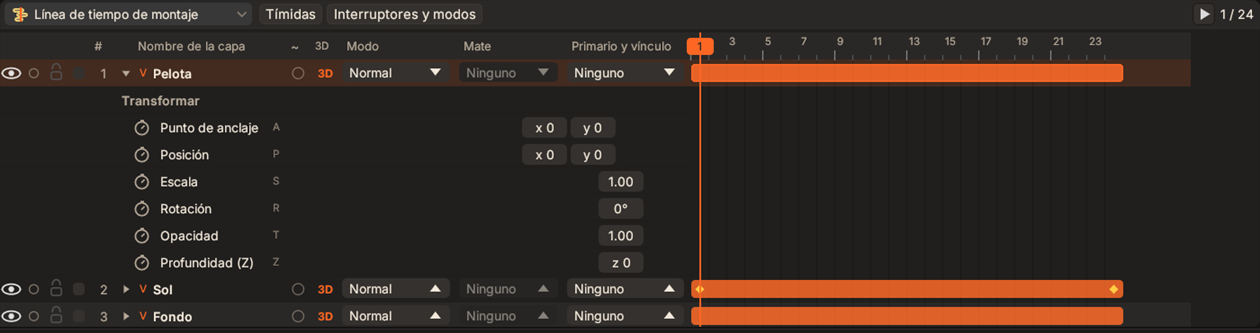 Línea de tiempo de montaje Tímidas Interruptores y modos 1 / 24
# Nombre de la capa ~ 3D Modo Mate Primario y vínculo 1 3 5 7 9 11 13 15 17 19 21 23
1 V Pelota 3D Normal Ninguno Ninguno
Transformar
Punto de anclaje A x 0 y 0
Posición P x 0 y 0
Escala S 1.00
Rotación R 0°
Opacidad T 1.00
Profundidad (Z) Z z 0
2 V Sol 3D Normal Ninguno Ninguno
3 V Fondo 3D Normal Ninguno Ninguno